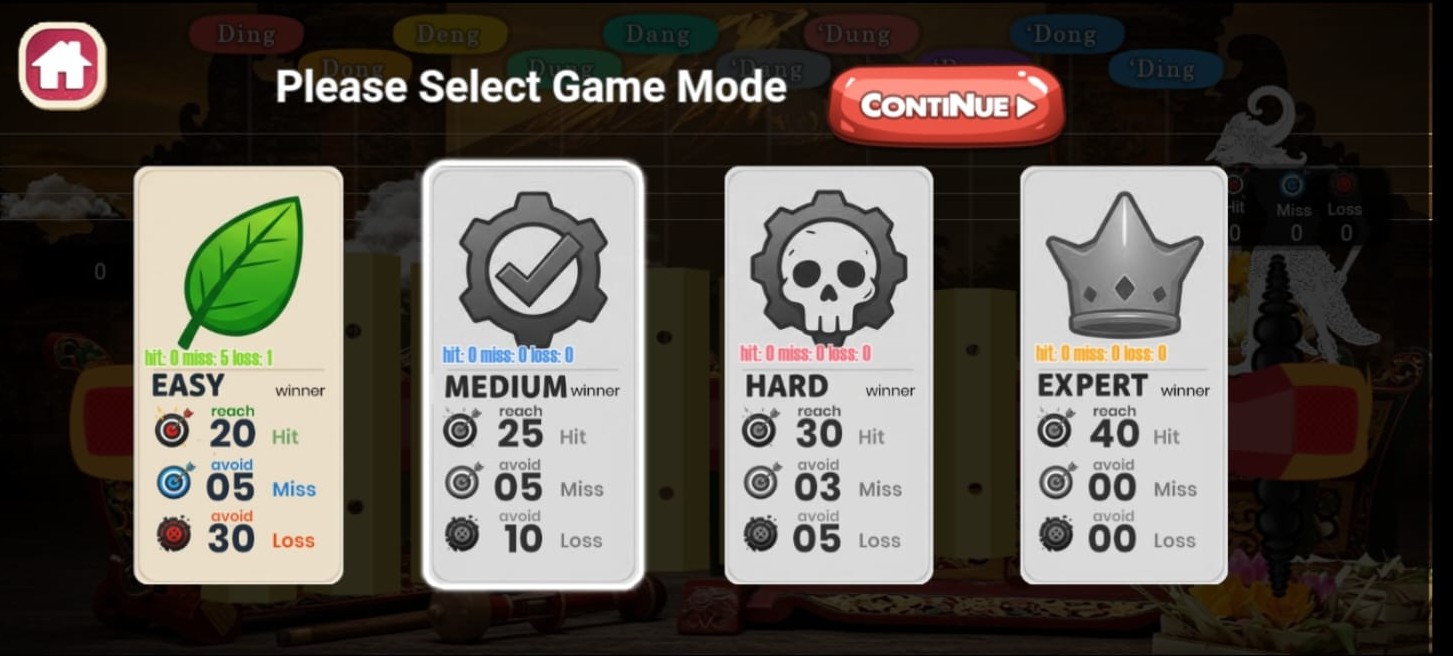 Ding
Deng
Dang
'Dung
'Dong
Dong
Dung
'Dang
'Ding
Please Select Game Mode
CONTINUE
Hit
Miss
Loss
0
0
0
0
hit: 0 miss: 5 loss: 1
EASY winner
reach
20 Hit
avoid
05 Miss
avoid
30 Loss
hit: 0 miss: 0 loss: 0
MEDIUM winner
reach
25 Hit
avoid
05 Miss
avoid
10 Loss
hit: 0 miss: 0 loss: 0
HARD winner
reach
30 Hit
avoid
03 Miss
avoid
05 Loss
hit: 0 miss: 0 loss: 0
EXPERT winner
reach
40 Hit
avoid
00 Miss
avoid
00 Loss